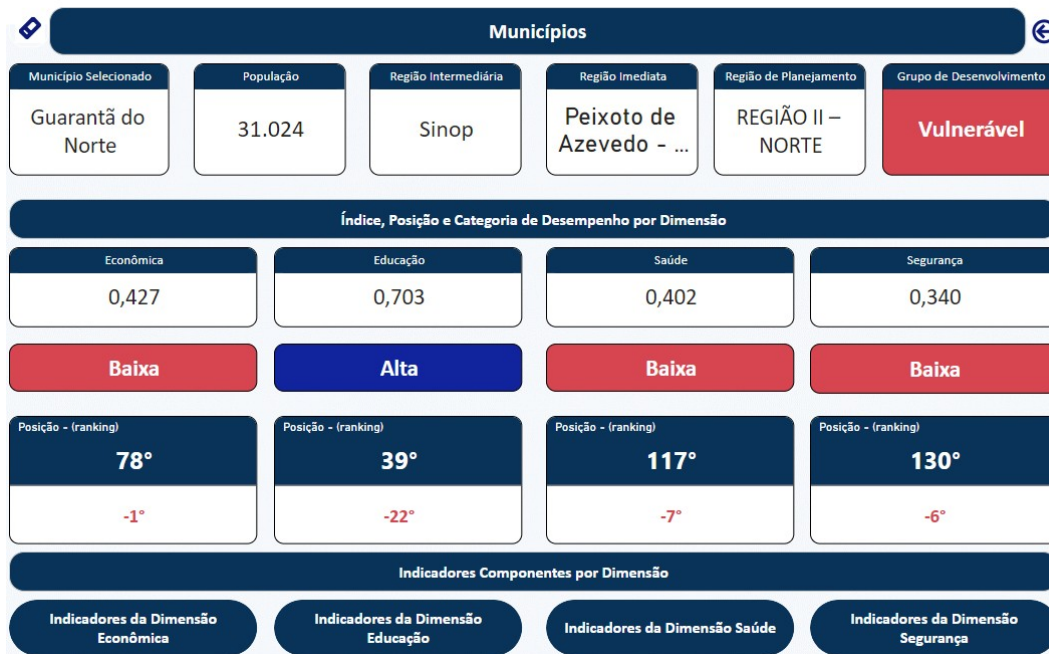 Municípios
Município Selecionado
Guarantã do
Norte
População
31.024
Região Intermediária
Sinop
Região Imediata
Peixoto de
Azevedo - ...
Região de Planejamento
REGIÃO II –
NORTE
Grupo de Desenvolvimento
Vulnerável
Índice, Posição e Categoria de Desempenho por Dimensão
Econômica
0,427
Baixa
Posição - (ranking)
78°
-1°
Educação
0,703
Alta
Posição - (ranking)
39°
-22°
Saúde
0,402
Baixa
Posição - (ranking)
117°
-7°
Segurança
0,340
Baixa
Posição - (ranking)
130°
-6°
Indicadores Componentes por Dimensão
Indicadores da Dimensão
Econômica
Indicadores da Dimensão
Educação
Indicadores da Dimensão Saúde
Indicadores da Dimensão
Segurança